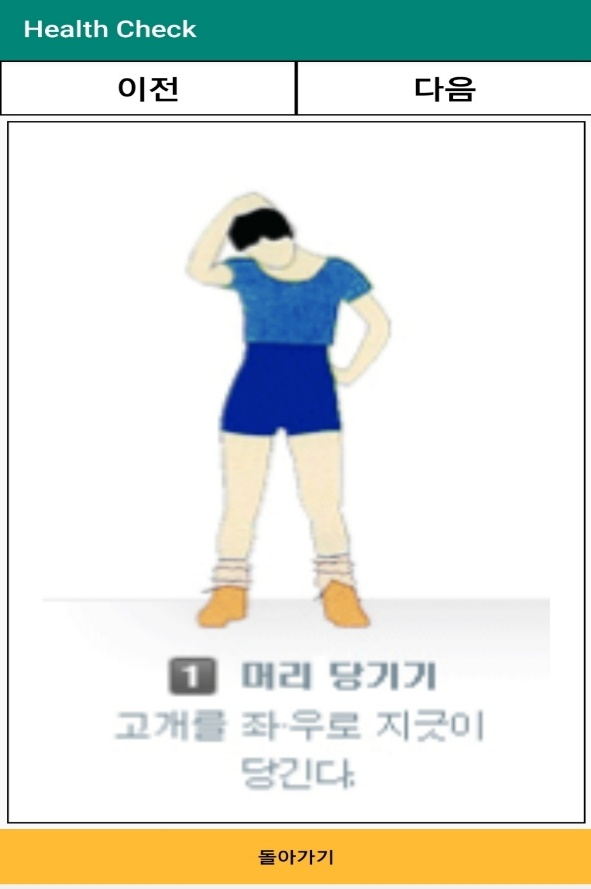 Health Check
이전
다음
1 머리 당기기
고개를 좌·우로 지긋이
당긴다.
돌아가기